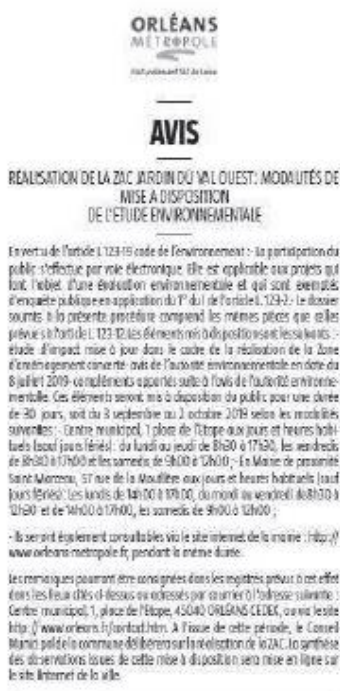 ORLÉANS
MÉTROPOLE
AVIS
RÉALISATION DE LA ZAC JARDIN DU VAL OUEST : MODALITÉS DE
MISE A DISPOSITION
DE L'ETUDE ENVIRONNEMENTALE
En vertu de l'article L 123-19 code de l'environnement : - La participation du
public s'effectue par voie électronique. Elle est applicable aux projets qui
font l'objet d'une évaluation environnementale et qui sont exemptés
d'enquête publique en application du 1° du I de l'article L. 123-2.- Le dossier
soumis à la présente procédure comprend les mêmes pièces que celles
prévues à l'article L. 123-12. Les éléments mis à disposition sont les suivants : -
étude d'impact mise à jour dans le cadre de la réalisation de la Zone
d'aménagement concerté- avis de l'autorité environnementale en date du
8 juillet 2019- compléments apportés suite à l'avis de l'autorité environne-
mentale. Ces éléments seront mis à disposition du public pour une durée
de 30 jours, soit du 3 septembre au 2 octobre 2019 selon les modalités
suivantes : - Centre municipal, 1 place de l'Etape aux jours et heures habi-
tuels (sauf jours fériés) : du lundi au jeudi de 8h30 à 17h30, les vendredis
de 8h30 à 17h00 et les samedis de 9h00 à 12h00 ; - En Mairie de proximité
Saint Marceau, 57 rue de la Mouillère aux jours et heures habituels (sauf
jours fériés) : Les lundis de 14h00 à 17h00, du mardi au vendredi de 8h30 à
12h30 et de 14h00 à 17h00, les samedis de 9h00 à 12h00 ;
- Ils seront également consultables via le site internet de la mairie : http://
www.orleans-metropole.fr, pendant la même durée.
Les remarques pourront être consignées dans les registres prévus à cet effet
dans les lieux cités ci-dessus ou adressés par courrier à l'adresse suivante :
Centre municipal 1, place de l'Etape, 45040 ORLEANS CEDEX, ou via le site
http://www.orleans.fr/contact.htm. A l'issue de cette période, le Conseil
Municipal de la commune délibérera sur la réalisation de la ZAC. La synthèse
des observations issues de cette mise à disposition sera mise en ligne sur
le site Internet de la ville.